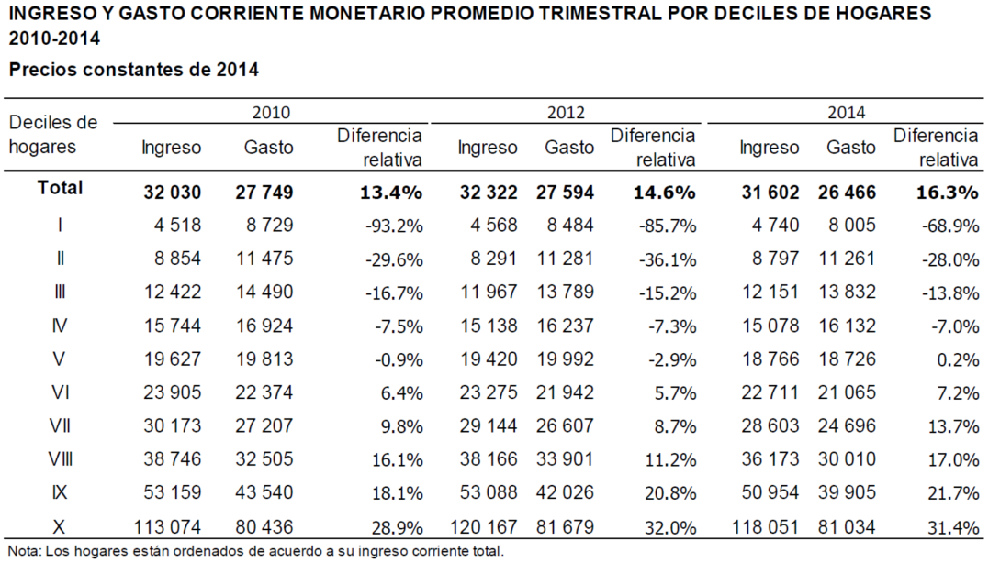 INGRESO Y GASTO CORRIENTE MONETARIO PROMEDIO TRIMESTRAL POR DECILES DE HOGARES
2010-2014
Precios constantes de 2014
Deciles de hogares 2010 2012 2014
Ingreso Gasto Diferencia relativa Ingreso Gasto Diferencia relativa Ingreso Gasto Diferencia relativa
Total 32 030 27 749 13.4% 32 322 27 594 14.6% 31 602 26 466 16.3%
I 4 518 8 729 -93.2% 4 568 8 484 -85.7% 4 740 8 005 -68.9%
II 8 854 11 475 -29.6% 8 291 11 281 -36.1% 8 797 11 261 -28.0%
III 12 422 14 490 -16.7% 11 967 13 789 -15.2% 12 151 13 832 -13.8%
IV 15 744 16 924 -7.5% 15 138 16 237 -7.3% 15 078 16 132 -7.0%
V 19 627 19 813 -0.9% 19 420 19 992 -2.9% 18 766 18 726 0.2%
VI 23 905 22 374 6.4% 23 275 21 942 5.7% 22 711 21 065 7.2%
VII 30 173 27 207 9.8% 29 144 26 607 8.7% 28 603 24 696 13.7%
VIII 38 746 32 505 16.1% 38 166 33 901 11.2% 36 173 30 010 17.0%
IX 53 159 43 540 18.1% 53 088 42 026 20.8% 50 954 39 905 21.7%
X 113 074 80 436 28.9% 120 167 81 679 32.0% 118 051 81 034 31.4%
Nota: Los hogares están ordenados de acuerdo a su ingreso corriente total.